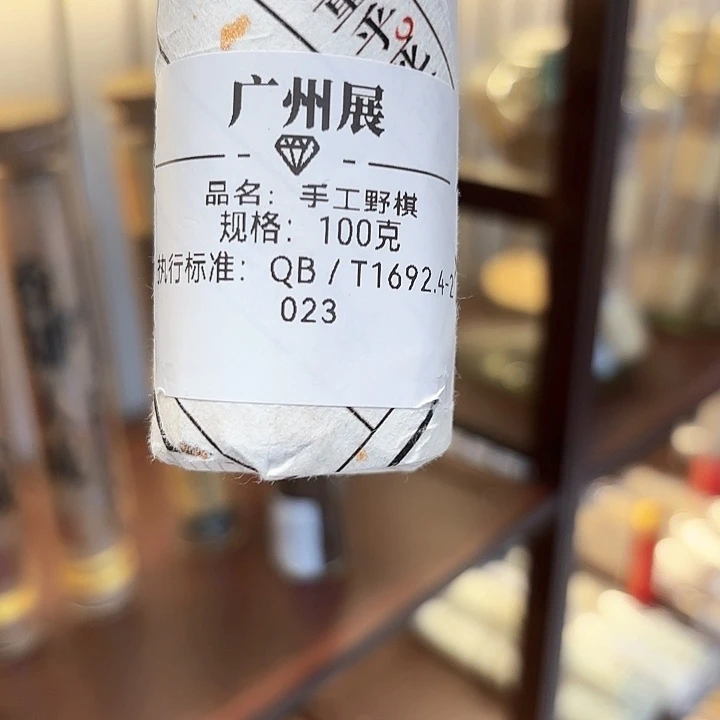 广州展
品名：手工野棋
规格：100克
执行标准：QB/T1692.4-2
023